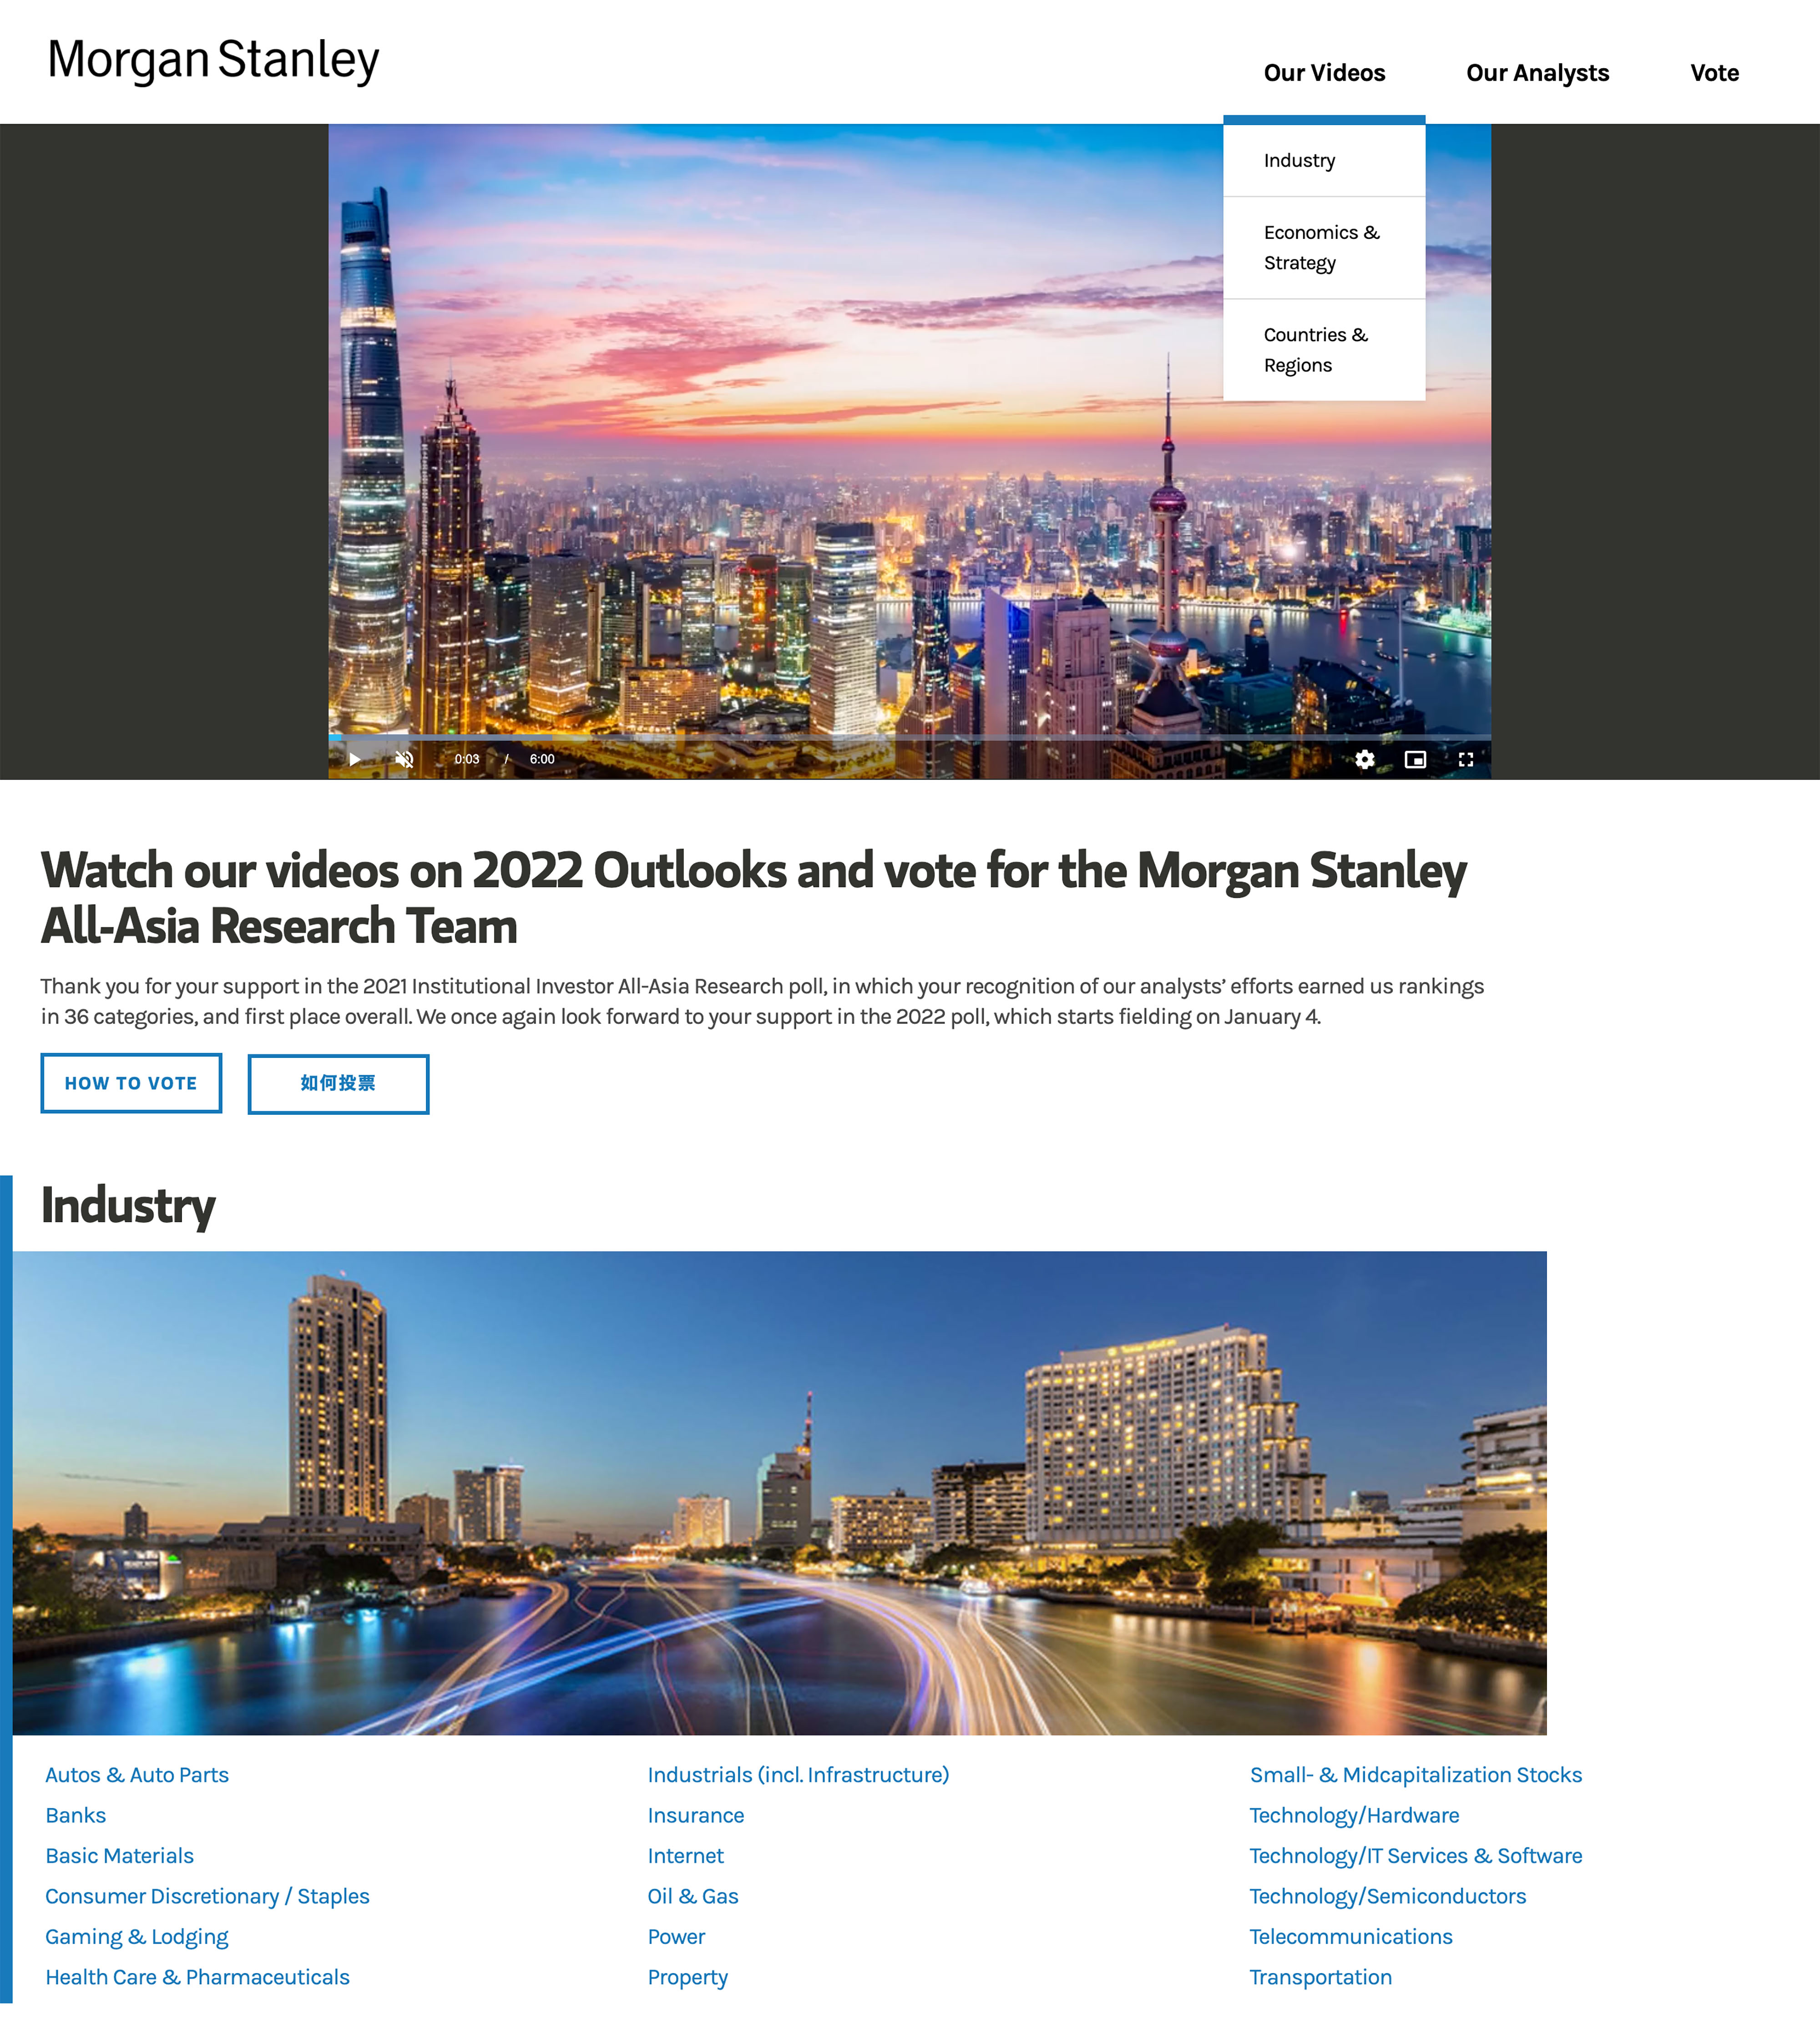 Morgan Stanley
Our Videos
Our Analysts
Vote
Industry
Economics &
Strategy
Countries &
Regions
0:03 / 6:00
Watch our videos on 2022 Outlooks and vote for the Morgan Stanley
All-Asia Research Team
Thank you for your support in the 2021 Institutional Investor All-Asia Research poll, in which your recognition of our analysts’ efforts earned us rankings
in 36 categories, and first place overall. We once again look forward to your support in the 2022 poll, which starts fielding on January 4.
HOW TO VOTE
如何投票
Industry
Autos & Auto Parts
Banks
Basic Materials
Consumer Discretionary / Staples
Gaming & Lodging
Health Care & Pharmaceuticals
Industrials (incl. Infrastructure)
Insurance
Internet
Oil & Gas
Power
Property
Small- & Midcapitalization Stocks
Technology/Hardware
Technology/IT Services & Software
Technology/Semiconductors
Telecommunications
Transportation